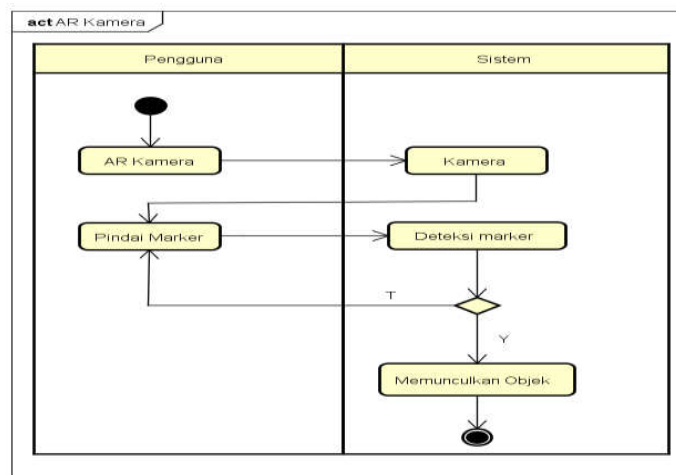 act AR Kamera
Pengguna
Sistem
AR Kamera
Kamera
Pindai Marker
Deteksi marker
T
Y
Memunculkan Objek